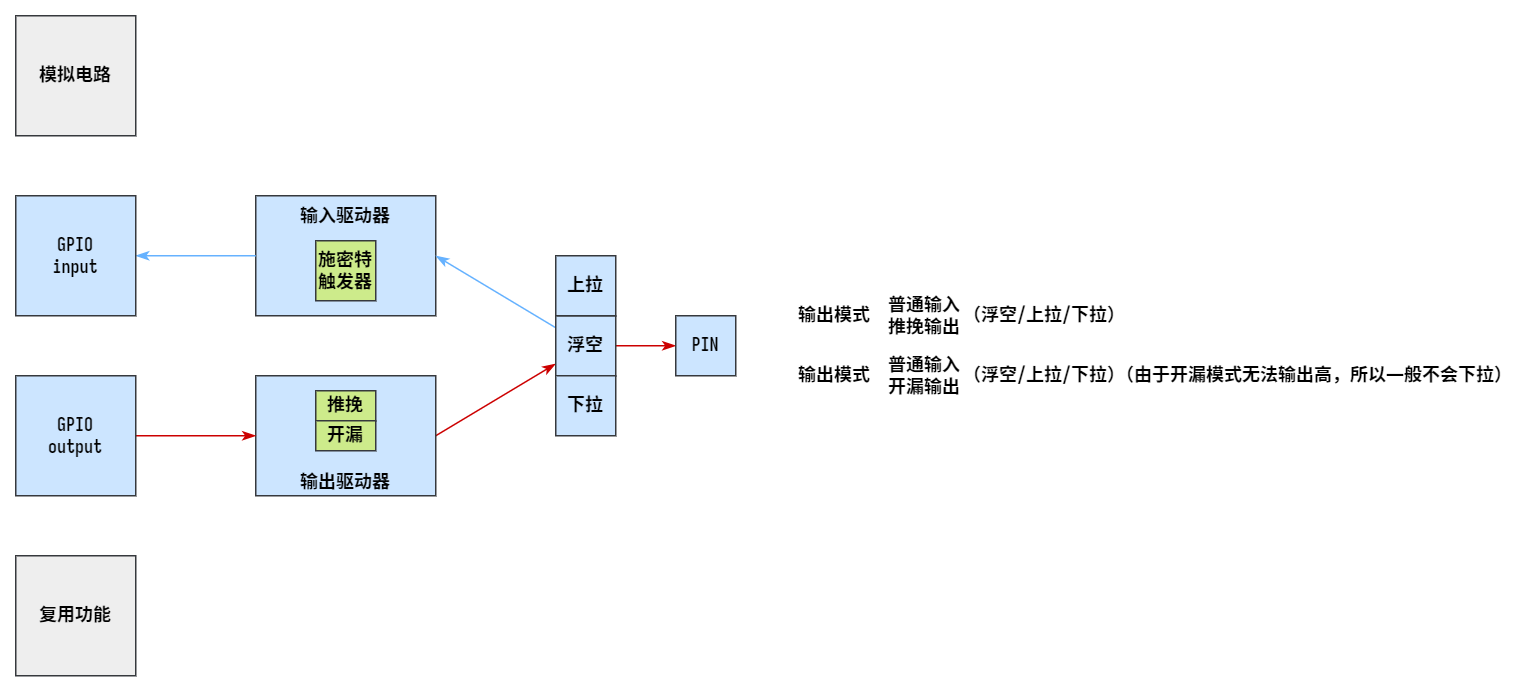 模拟电路
GPIO
input
输入驱动器
施密特
触发器
上拉
浮空
下拉
PIN
GPIO
output
推挽
开漏
输出驱动器
复用功能
输出模式 普通输入 (浮空/上拉/下拉)
推挽输出
输出模式 普通输入 (浮空/上拉/下拉)(由于开漏模式无法输出高，所以一般不会下拉)
开漏输出